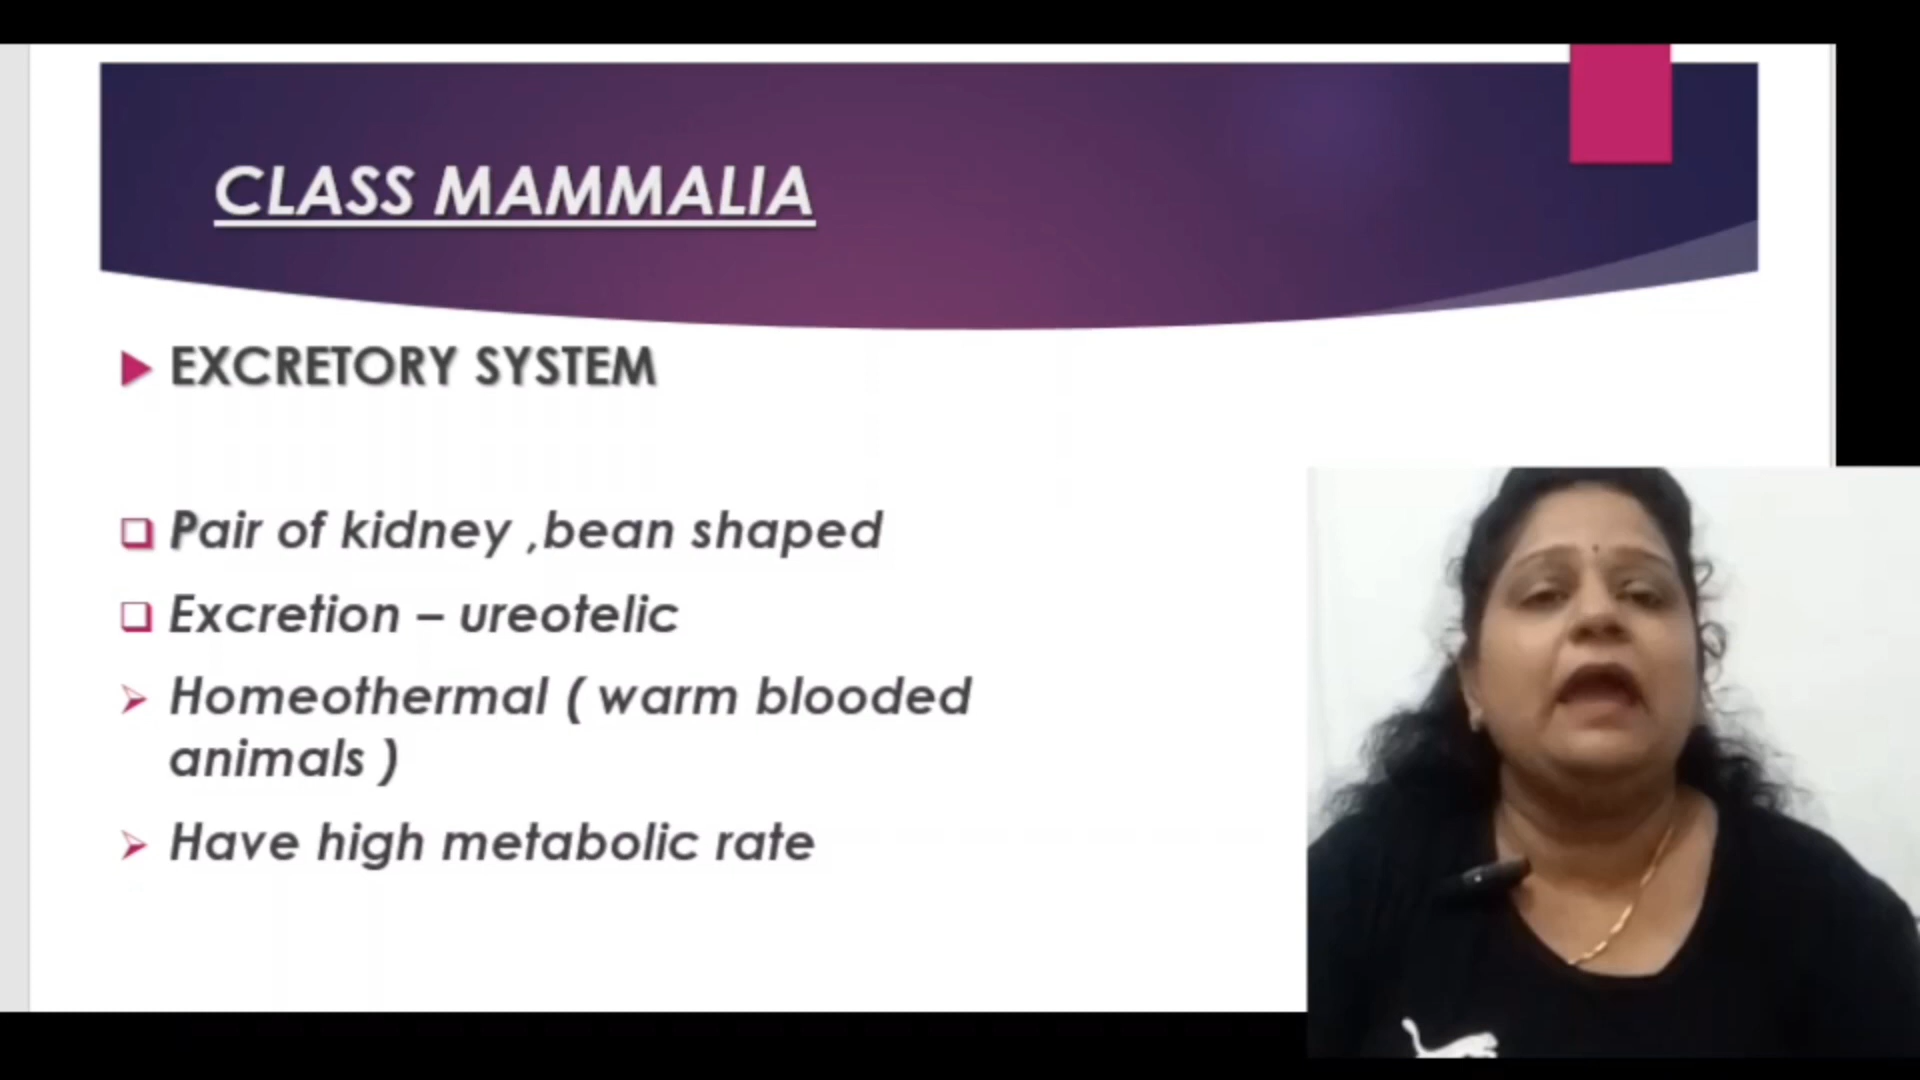 CLASS MAMMALIA
EXCRETORY SYSTEM
Pair of kidney ,bean shaped
Excretion – ureotelic
Homeothermal ( warm blooded
animals )
Have high metabolic rate